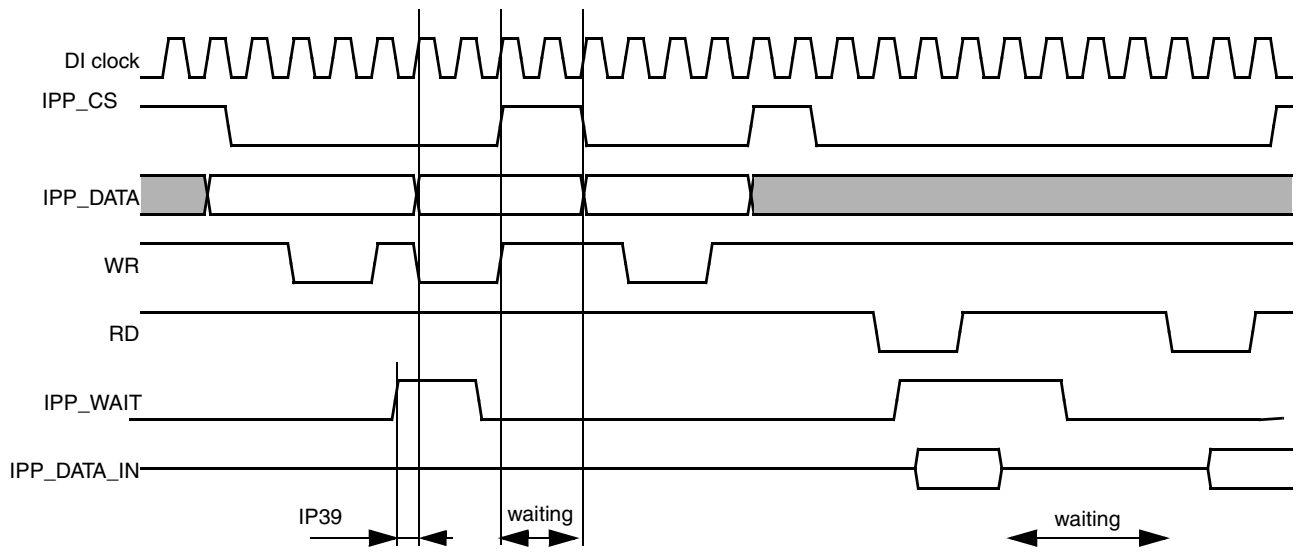 DI clock
IPP_CS
IPP_DATA
WR
RD
IPP_WAIT
IPP_DATA_IN
IP39
waiting
waiting